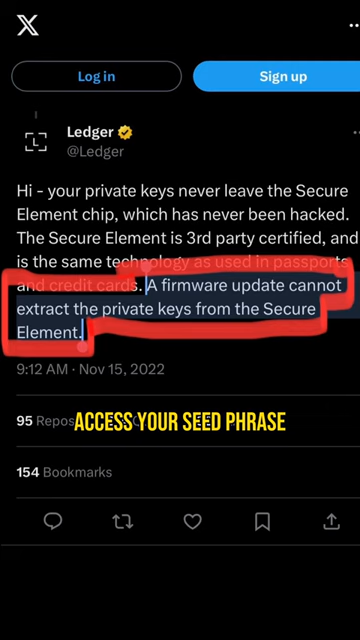 Log in
Sign up
Ledger
@Ledger
Hi - your private keys never leave the Secure
Element chip, which has never been hacked.
The Secure Element is 3rd party certified, and
is the same technology as used in passports
and credit cards. A firmware update cannot
extract the private keys from the Secure
Element.
9:12 AM · Nov 15, 2022
95 Repos
ACCESS YOUR SEED PHRASE
154 Bookmarks